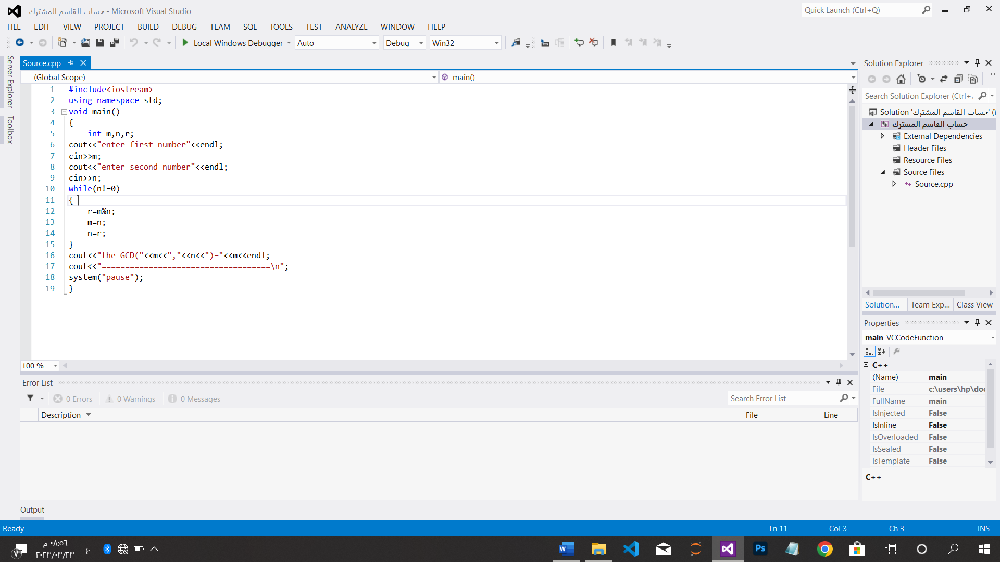 حساب القاسم المشترك - Microsoft Visual Studio
Quick Launch (Ctrl+Q)
FILE EDIT VIEW PROJECT BUILD DEBUG TEAM SQL TOOLS TEST ANALYZE WINDOW HELP
Local Windows Debugger Auto Debug Win32
Server Explorer
Toolbox
Source.cpp
(Global Scope) main()
1 #include<iostream>
2 using namespace std;
3 void main()
4 {
5 int m,n,r;
6 cout<<"enter first number"<<endl;
7 cin>>m;
8 cout<<"enter second number"<<endl;
9 cin>>n;
10 while(n!=0)
11 {
12 r=m%n;
13 m=n;
14 n=r;
15 }
16 cout<<"the GCD("<<m<<","<<n<<")="<<m<<endl;
17 cout<<"====================================\n";
18 system("pause");
19 }
100 %
Error List
0 Errors 0 Warnings 0 Messages
Search Error List
Description File Line
Output
Solution Explorer
Search Solution Explorer (Ctrl+
Solution 'حساب القاسم المشترك' (١
حساب القاسم المشترك
External Dependencies
Header Files
Resource Files
Source Files
Source.cpp
Solution... Team Exp... Class View
Properties
main VCCodeFunction
C++
(Name) main
File c:\users\hp\doc
FullName main
IsInjected False
IsInline False
IsOverloaded False
IsSealed False
IsTemplate False
C++
Ready Ln 11 Col 3 Ch 3 INS
٠٨:٥٦ م
٢٠٢٣/٠٣/٢٣
ع
٧
Ps